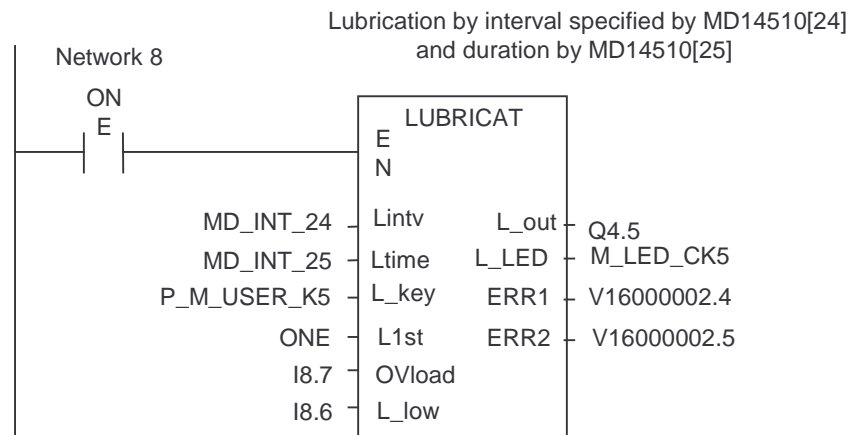 Lubrication by interval specified by MD14510[24]
and duration by MD14510[25]
Network 8
ON
E
LUBRICAT
E
N
MD_INT_24 Lintv L_out Q4.5
MD_INT_25 Ltime L_LED M_LED_CK5
P_M_USER_K5 L_key ERR1 V16000002.4
ONE L1st ERR2 V16000002.5
I8.7 OVload
I8.6 L_low